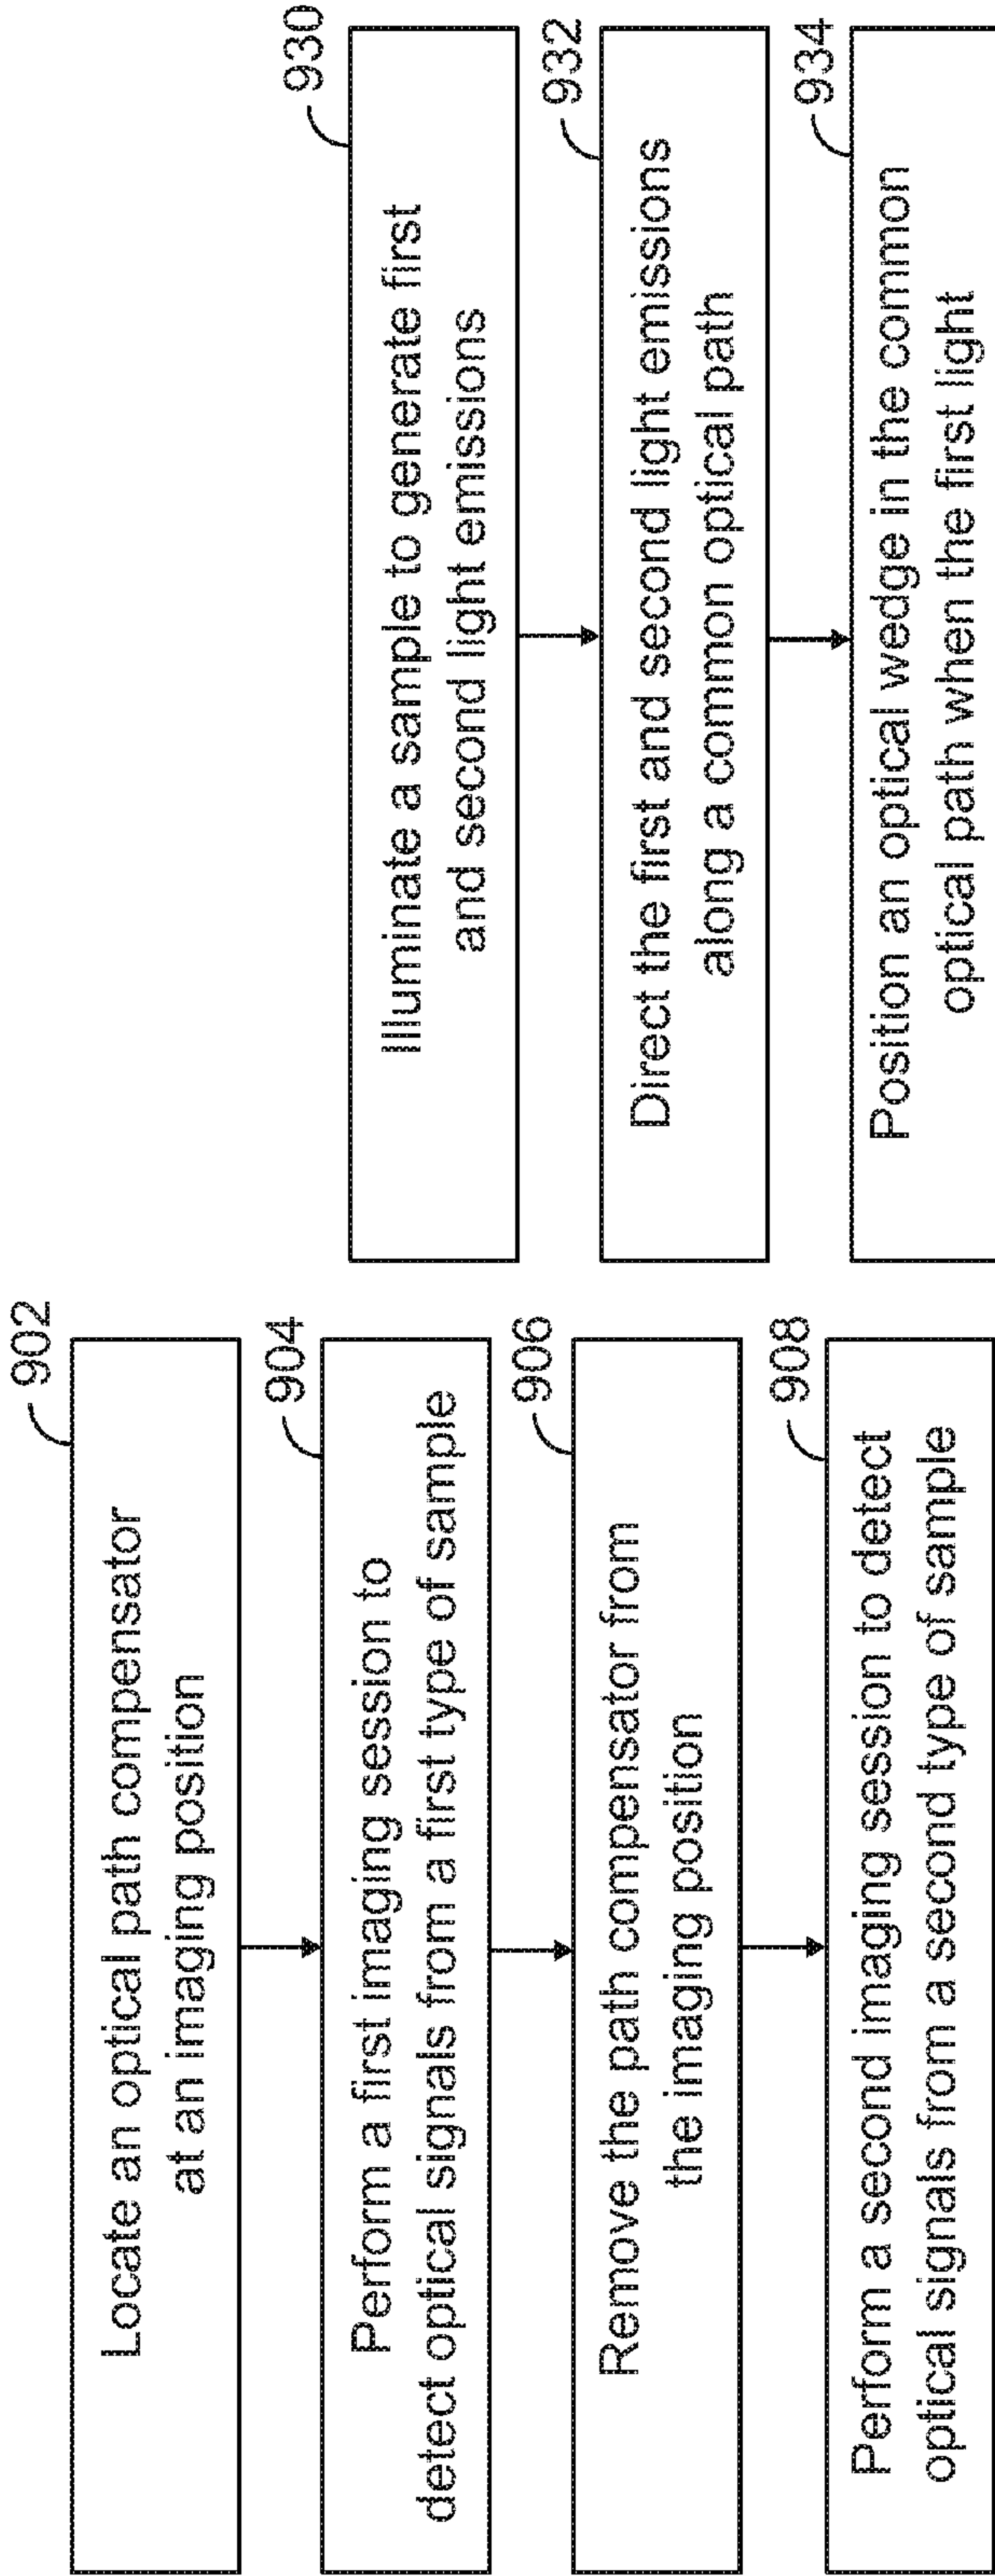 902
Locate an optical path compensator
at an imaging position
904
Perform a first imaging session to
detect optical signals from a first type of sample
906
Remove the path compensator from
the imaging position
908
Perform a second imaging session to detect
optical signals from a second type of sample
930
Illuminate a sample to generate first
and second light emissions
932
Direct the first and second light emissions
along a common optical path
934
Position an optical wedge in the common
optical path when the first light